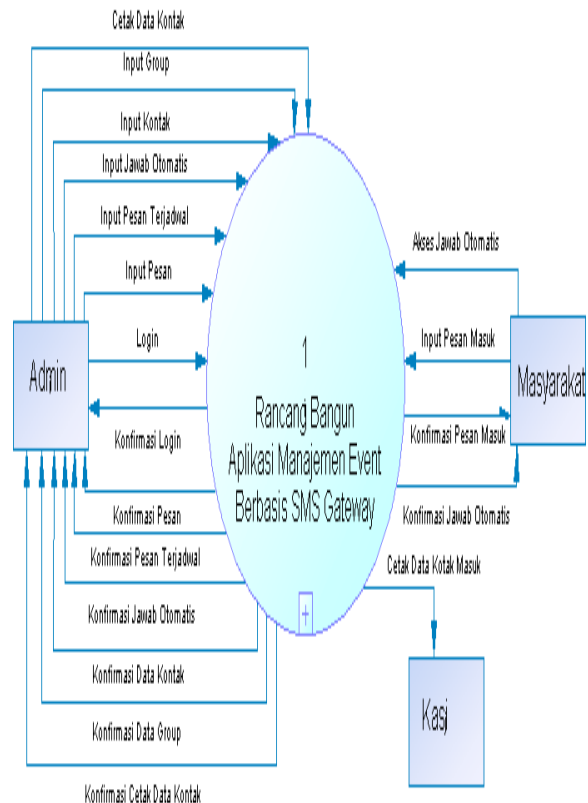 Cetak Data Kontak
Input Group
Input Kontak
Input Jawab Otomatis
Input Pesan Terjadwal
Input Pesan
Login
Admin
Konfirmasi Login
Konfirmasi Pesan
Konfirmasi Pesan Terjadwal
Konfirmasi Jawab Otomatis
Konfirmasi Data Kontak
Konfirmasi Data Group
Konfirmasi Cetak Data Kontak
1
Rancang Bangun
Aplikasi Manajemen Event
Berbasis SMS Gateway
+
Akses Jawab Otomatis
Input Pesan Masuk
Masyarakat
Konfirmasi Pesan Masuk
Konfirmasi Jawab Otomatis
Cetak Data Kotak Masuk
Kasi